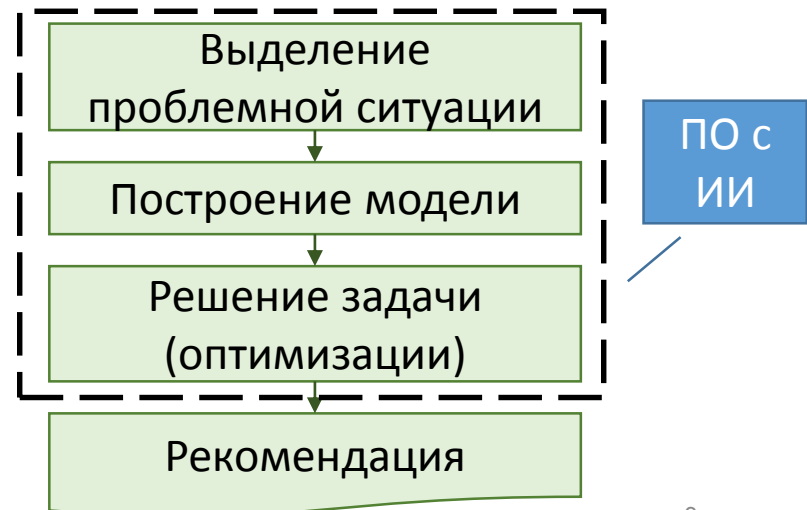 Выделение
проблемной ситуации
ПО с
ИИ
Построение модели
Решение задачи
(оптимизации)
Рекомендация